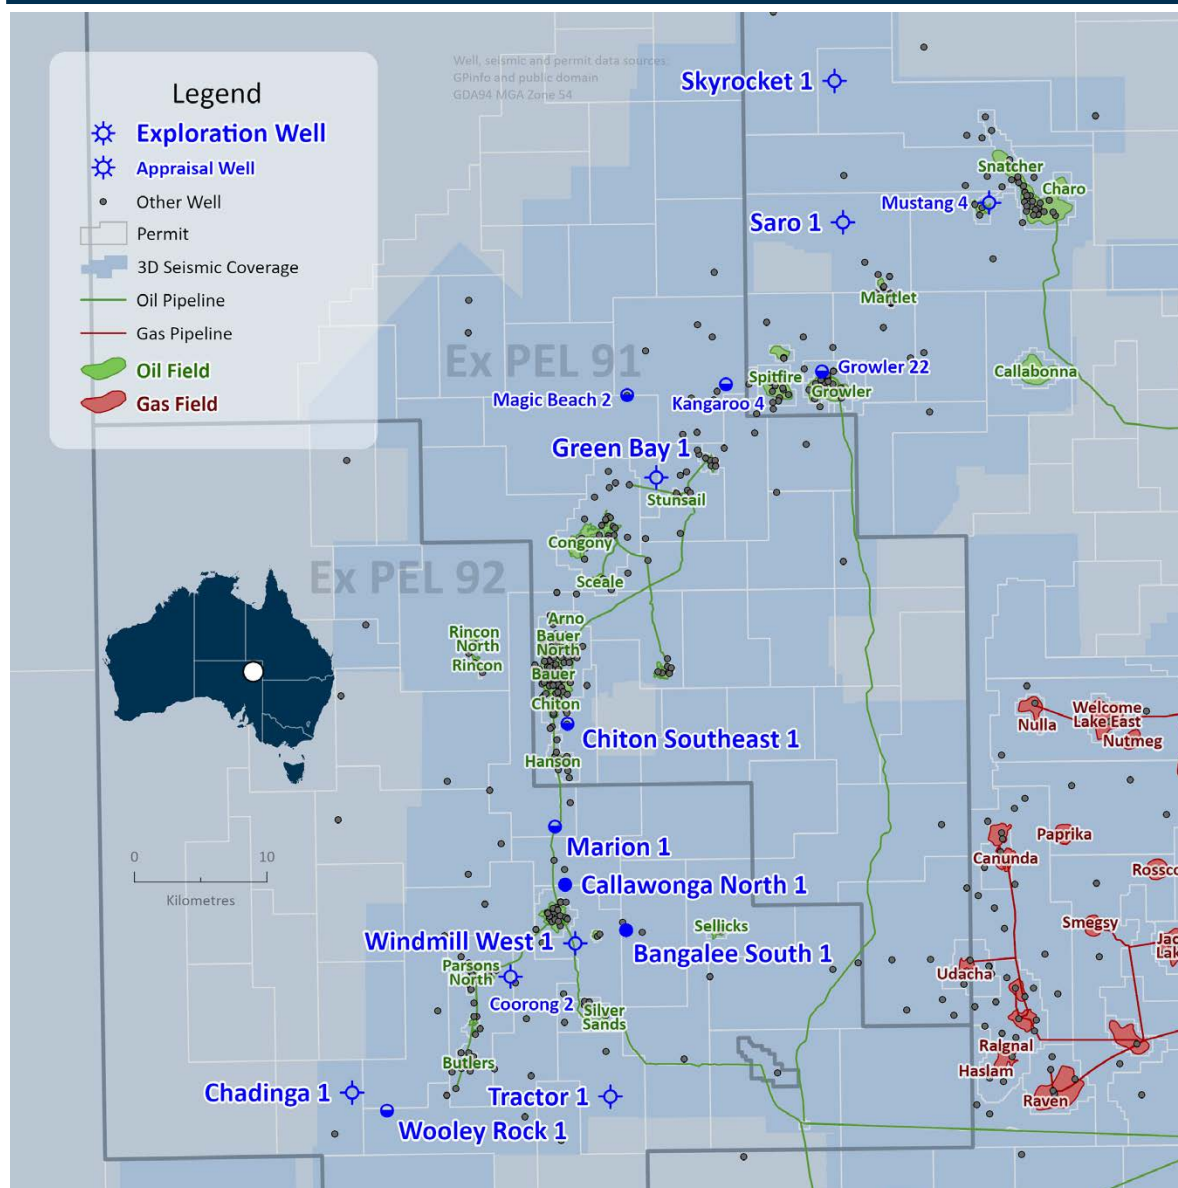 Well, seismic and permit data sources:
GPinfo and public domain
GDA94 MGA Zone 54
Legend
Exploration Well
Appraisal Well
Other Well
Permit
3D Seismic Coverage
Oil Pipeline
Gas Pipeline
Oil Field
Gas Field
Skyrocket 1
Snatcher
Charo
Mustang 4
Saro 1
Martlet
Ex PEL 91
Growler 22
Callabonna
Spitfire
Growler
Magic Beach 2
Kangaroo 4
Green Bay 1
Stunsail
Congony
Sceale
Ex PEL 92
Arno
Rincon
North
Rincon
Bauer
North
Bauer
Chiton
Chiton Southeast 1
Hanson
Nulla
Welcome
Lake East
Nutmeg
Marion 1
Canunda
Paprika
0 10
Kilometres
Callawonga North 1
Rossco
Windmill West 1
Bangalee South 1
Sellicks
Smegsy
Jac
Lak
Parsons
North
Udacha
Coorong 2
Silver
Sands
Butlers
Ralgnal
Haslam
Raven
Chadinga 1
Tractor 1
Wooley Rock 1